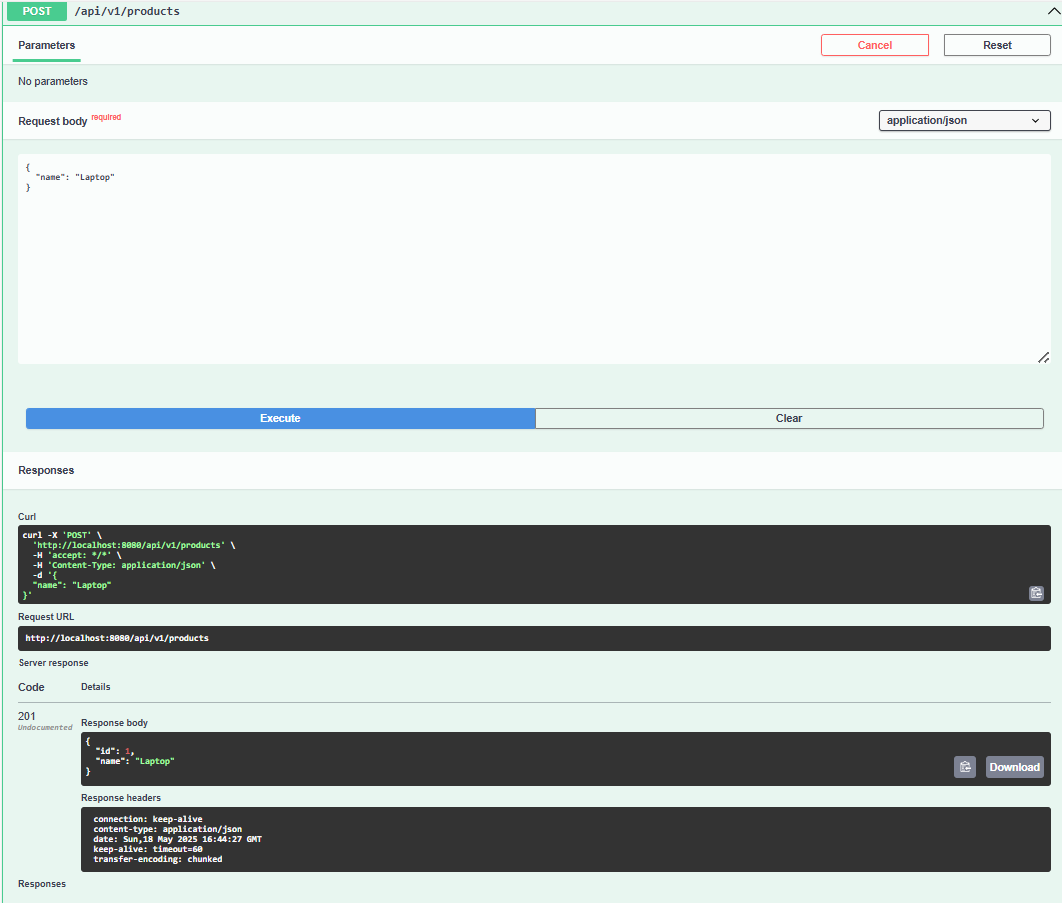 POST /api/v1/products
Parameters
Cancel
Reset
No parameters
Request body required
application/json
{
  "name": "Laptop"
}
Execute
Clear
Responses
Curl
curl -X 'POST' \
  'http://localhost:8080/api/v1/products' \
  -H 'accept: */*' \
  -H 'Content-Type: application/json' \
  -d '{
  "name": "Laptop"
}'
Request URL
http://localhost:8080/api/v1/products
Server response
Code Details
201
Undocumented
Response body
{
  "id": 1,
  "name": "Laptop"
}
Download
Response headers
connection: keep-alive
content-type: application/json
date: Sun,18 May 2025 16:44:27 GMT
keep-alive: timeout=60
transfer-encoding: chunked
Responses